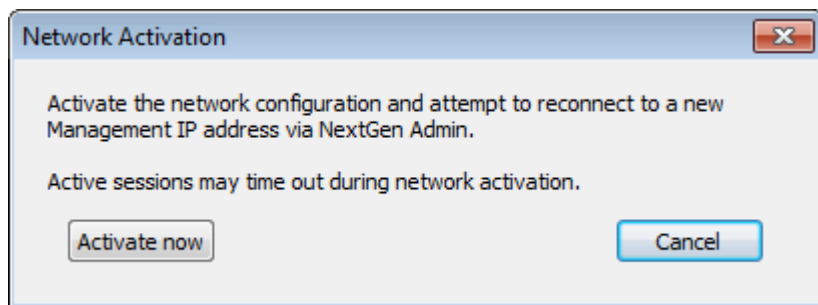 Network Activation
Activate the network configuration and attempt to reconnect to a new
Management IP address via NextGen Admin.
Active sessions may time out during network activation.
Activate now
Cancel